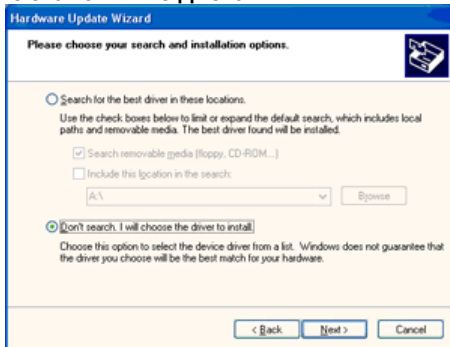 Hardware Update Wizard
Please choose your search and installation options.
Search for the best driver in these locations.
Use the check boxes below to limit or expand the default search, which includes local
paths and removable media. The best driver found will be installed.
Search removable media (floppy, CD-ROM...)
Include this location in the search:
A:\
Browse
Don't search. I will choose the driver to install.
Choose this option to select the device driver from a list. Windows does not guarantee that
the driver you choose will be the best match for your hardware.
< Back Next > Cancel